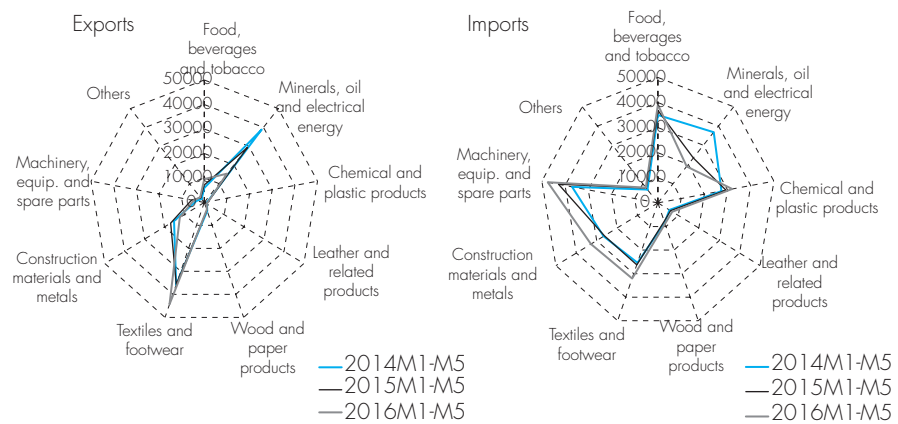 Exports
Food,
beverages
and tobacco
50000
40000
30000
20000
10000
0
Minerals, oil
and electrical
energy
Chemical and
plastic products
Leather and
related
products
Wood and
paper
products
Textiles and
footwear
Construction
materials and
metals
Machinery,
equip. and
spare parts
Others
2014M1-M5
2015M1-M5
2016M1-M5
Imports
Food,
beverages
and tobacco
50000
40000
30000
20000
10000
0
Minerals, oil
and electrical
energy
Chemical and
plastic products
Leather and
related
products
Wood and
paper
products
Textiles and
footwear
Construction
materials and
metals
Machinery,
equip. and
spare parts
Others
2014M1-M5
2015M1-M5
2016M1-M5